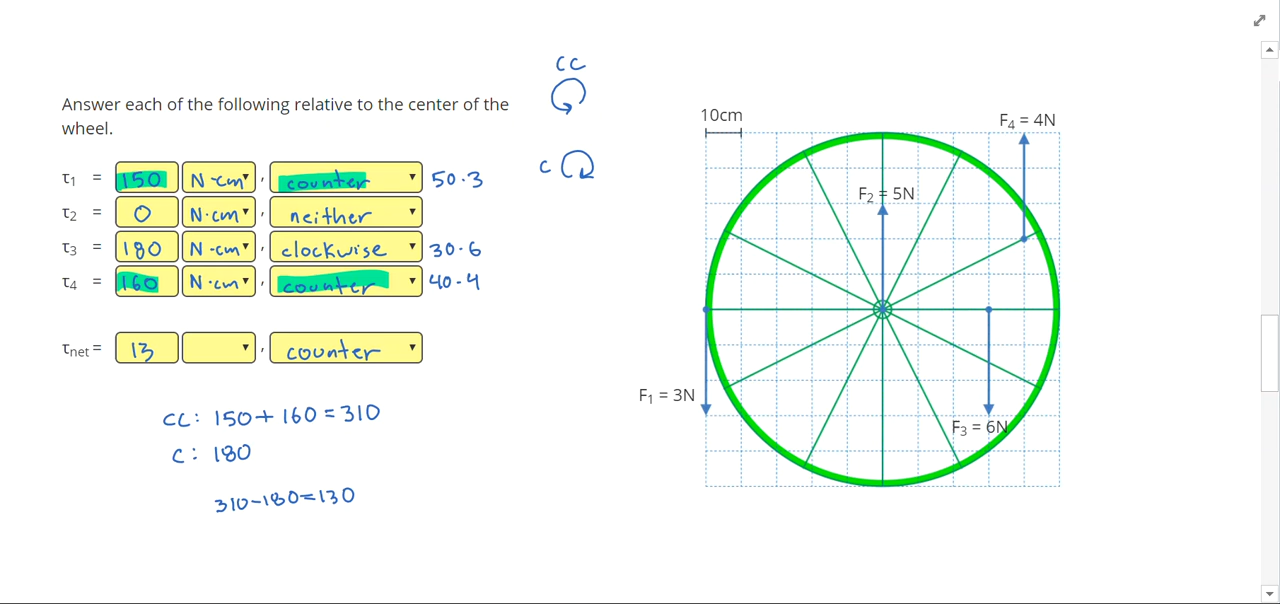 CC
Answer each of the following relative to the center of the
wheel.
C
τ1 = 150 N·cm , counter 50·3
τ2 = 0 N·cm , neither
τ3 = 180 N·cm , clockwise 30·6
τ4 = 160 N·cm , counter 40·4
τnet = 13 , counter
CC: 150 + 160 = 310
C: 180
310-180=130
10cm
F4 = 4N
F2 = 5N
F1 = 3N
F3 = 6N